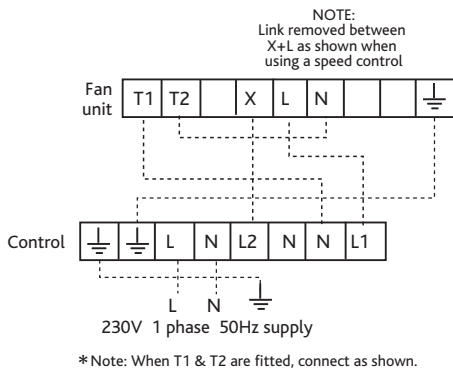 NOTE:
Link removed between
X+L as shown when
using a speed control
Fan
unit
T1 T2 X L N
Control
L N L2 N N L1
L N
230V 1 phase 50Hz supply
*Note: When T1 & T2 are fitted, connect as shown.